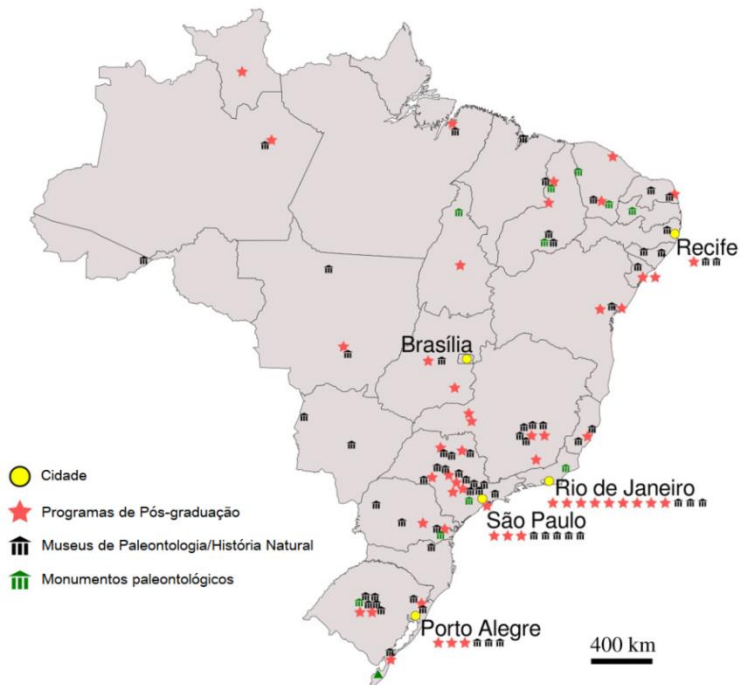 Recife
Brasília
Cidade
Rio de Janeiro
Programas de Pós-graduação
São Paulo
Museus de Paleontologia/História Natural
Monumentos paleontológicos
Porto Alegre
400 km